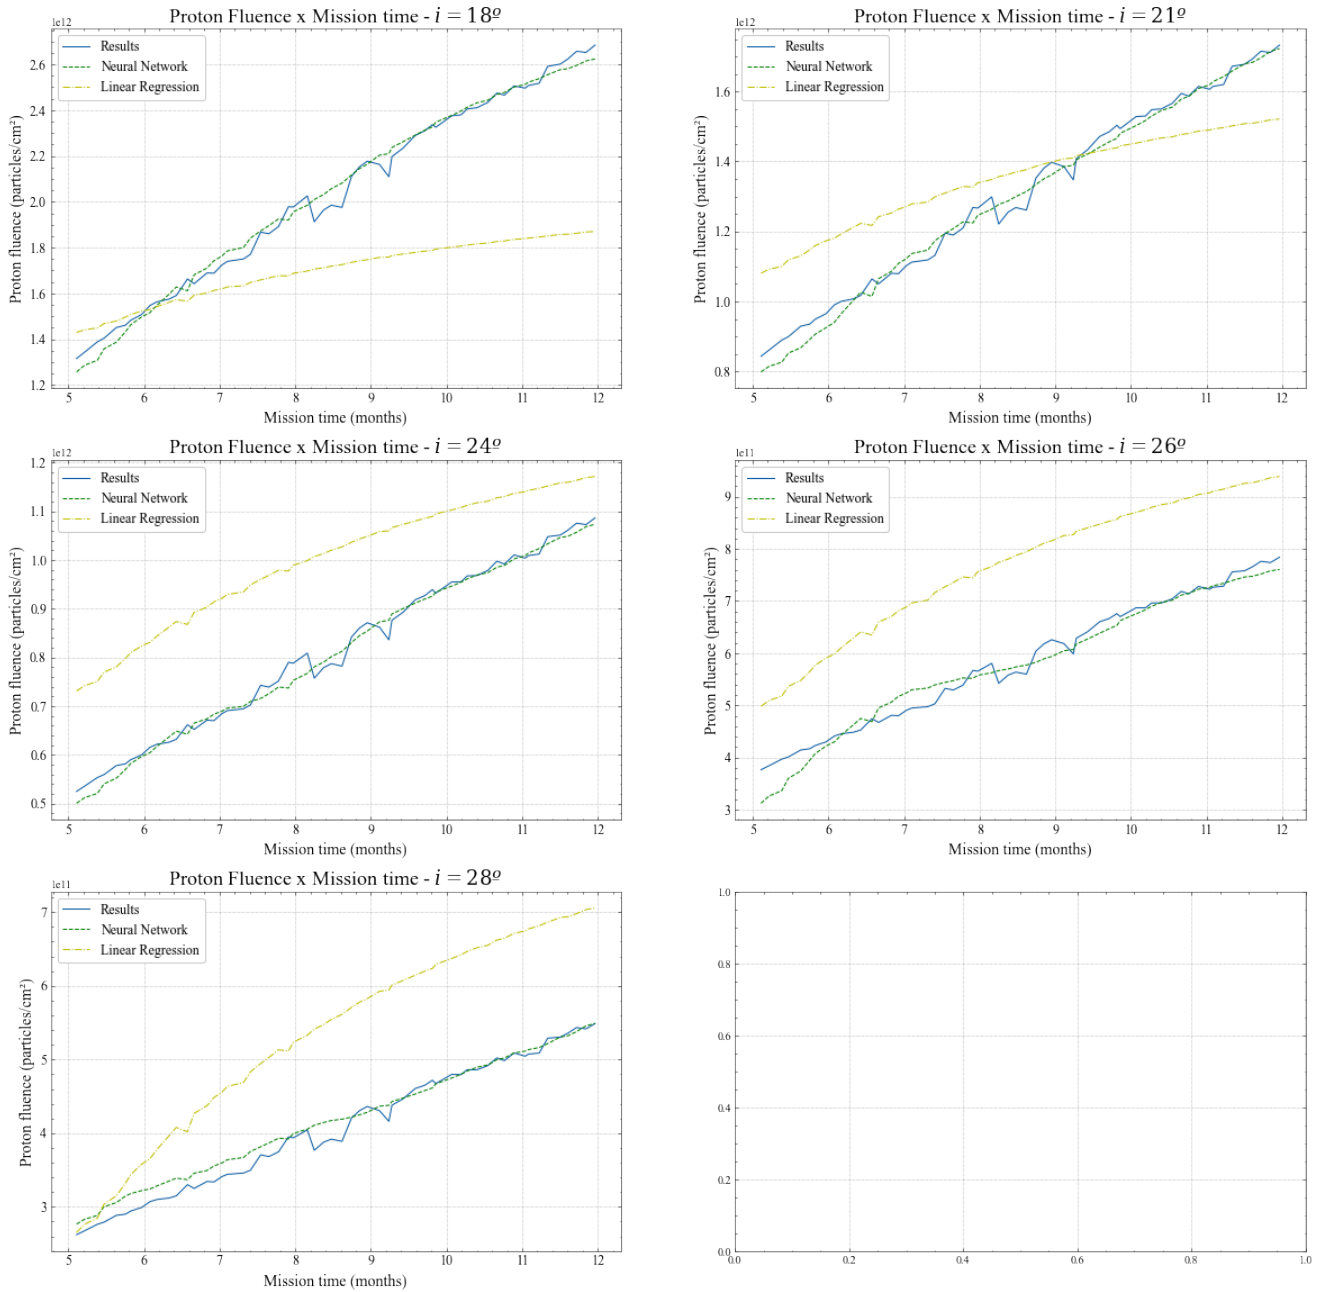 Proton Fluence x Mission time - i = 18º
1e12
Results
Neural Network
Linear Regression
Proton fluence (particles/cm²)
2.6
2.4
2.2
2.0
1.8
1.6
1.4
1.2
5 6 7 8 9 10 11 12
Mission time (months)
Proton Fluence x Mission time - i = 21º
1e12
Results
Neural Network
Linear Regression
Proton fluence (particles/cm²)
1.6
1.4
1.2
1.0
0.8
5 6 7 8 9 10 11 12
Mission time (months)
Proton Fluence x Mission time - i = 24º
1e12
Results
Neural Network
Linear Regression
Proton fluence (particles/cm²)
1.2
1.1
1.0
0.9
0.8
0.7
0.6
0.5
5 6 7 8 9 10 11 12
Mission time (months)
Proton Fluence x Mission time - i = 26º
1e11
Results
Neural Network
Linear Regression
Proton fluence (particles/cm²)
9
8
7
6
5
4
3
5 6 7 8 9 10 11 12
Mission time (months)
Proton Fluence x Mission time - i = 28º
1e11
Results
Neural Network
Linear Regression
Proton fluence (particles/cm²)
7
6
5
4
3
5 6 7 8 9 10 11 12
Mission time (months)
1.0
0.8
0.6
0.4
0.2
0.0
0.0 0.2 0.4 0.6 0.8 1.0